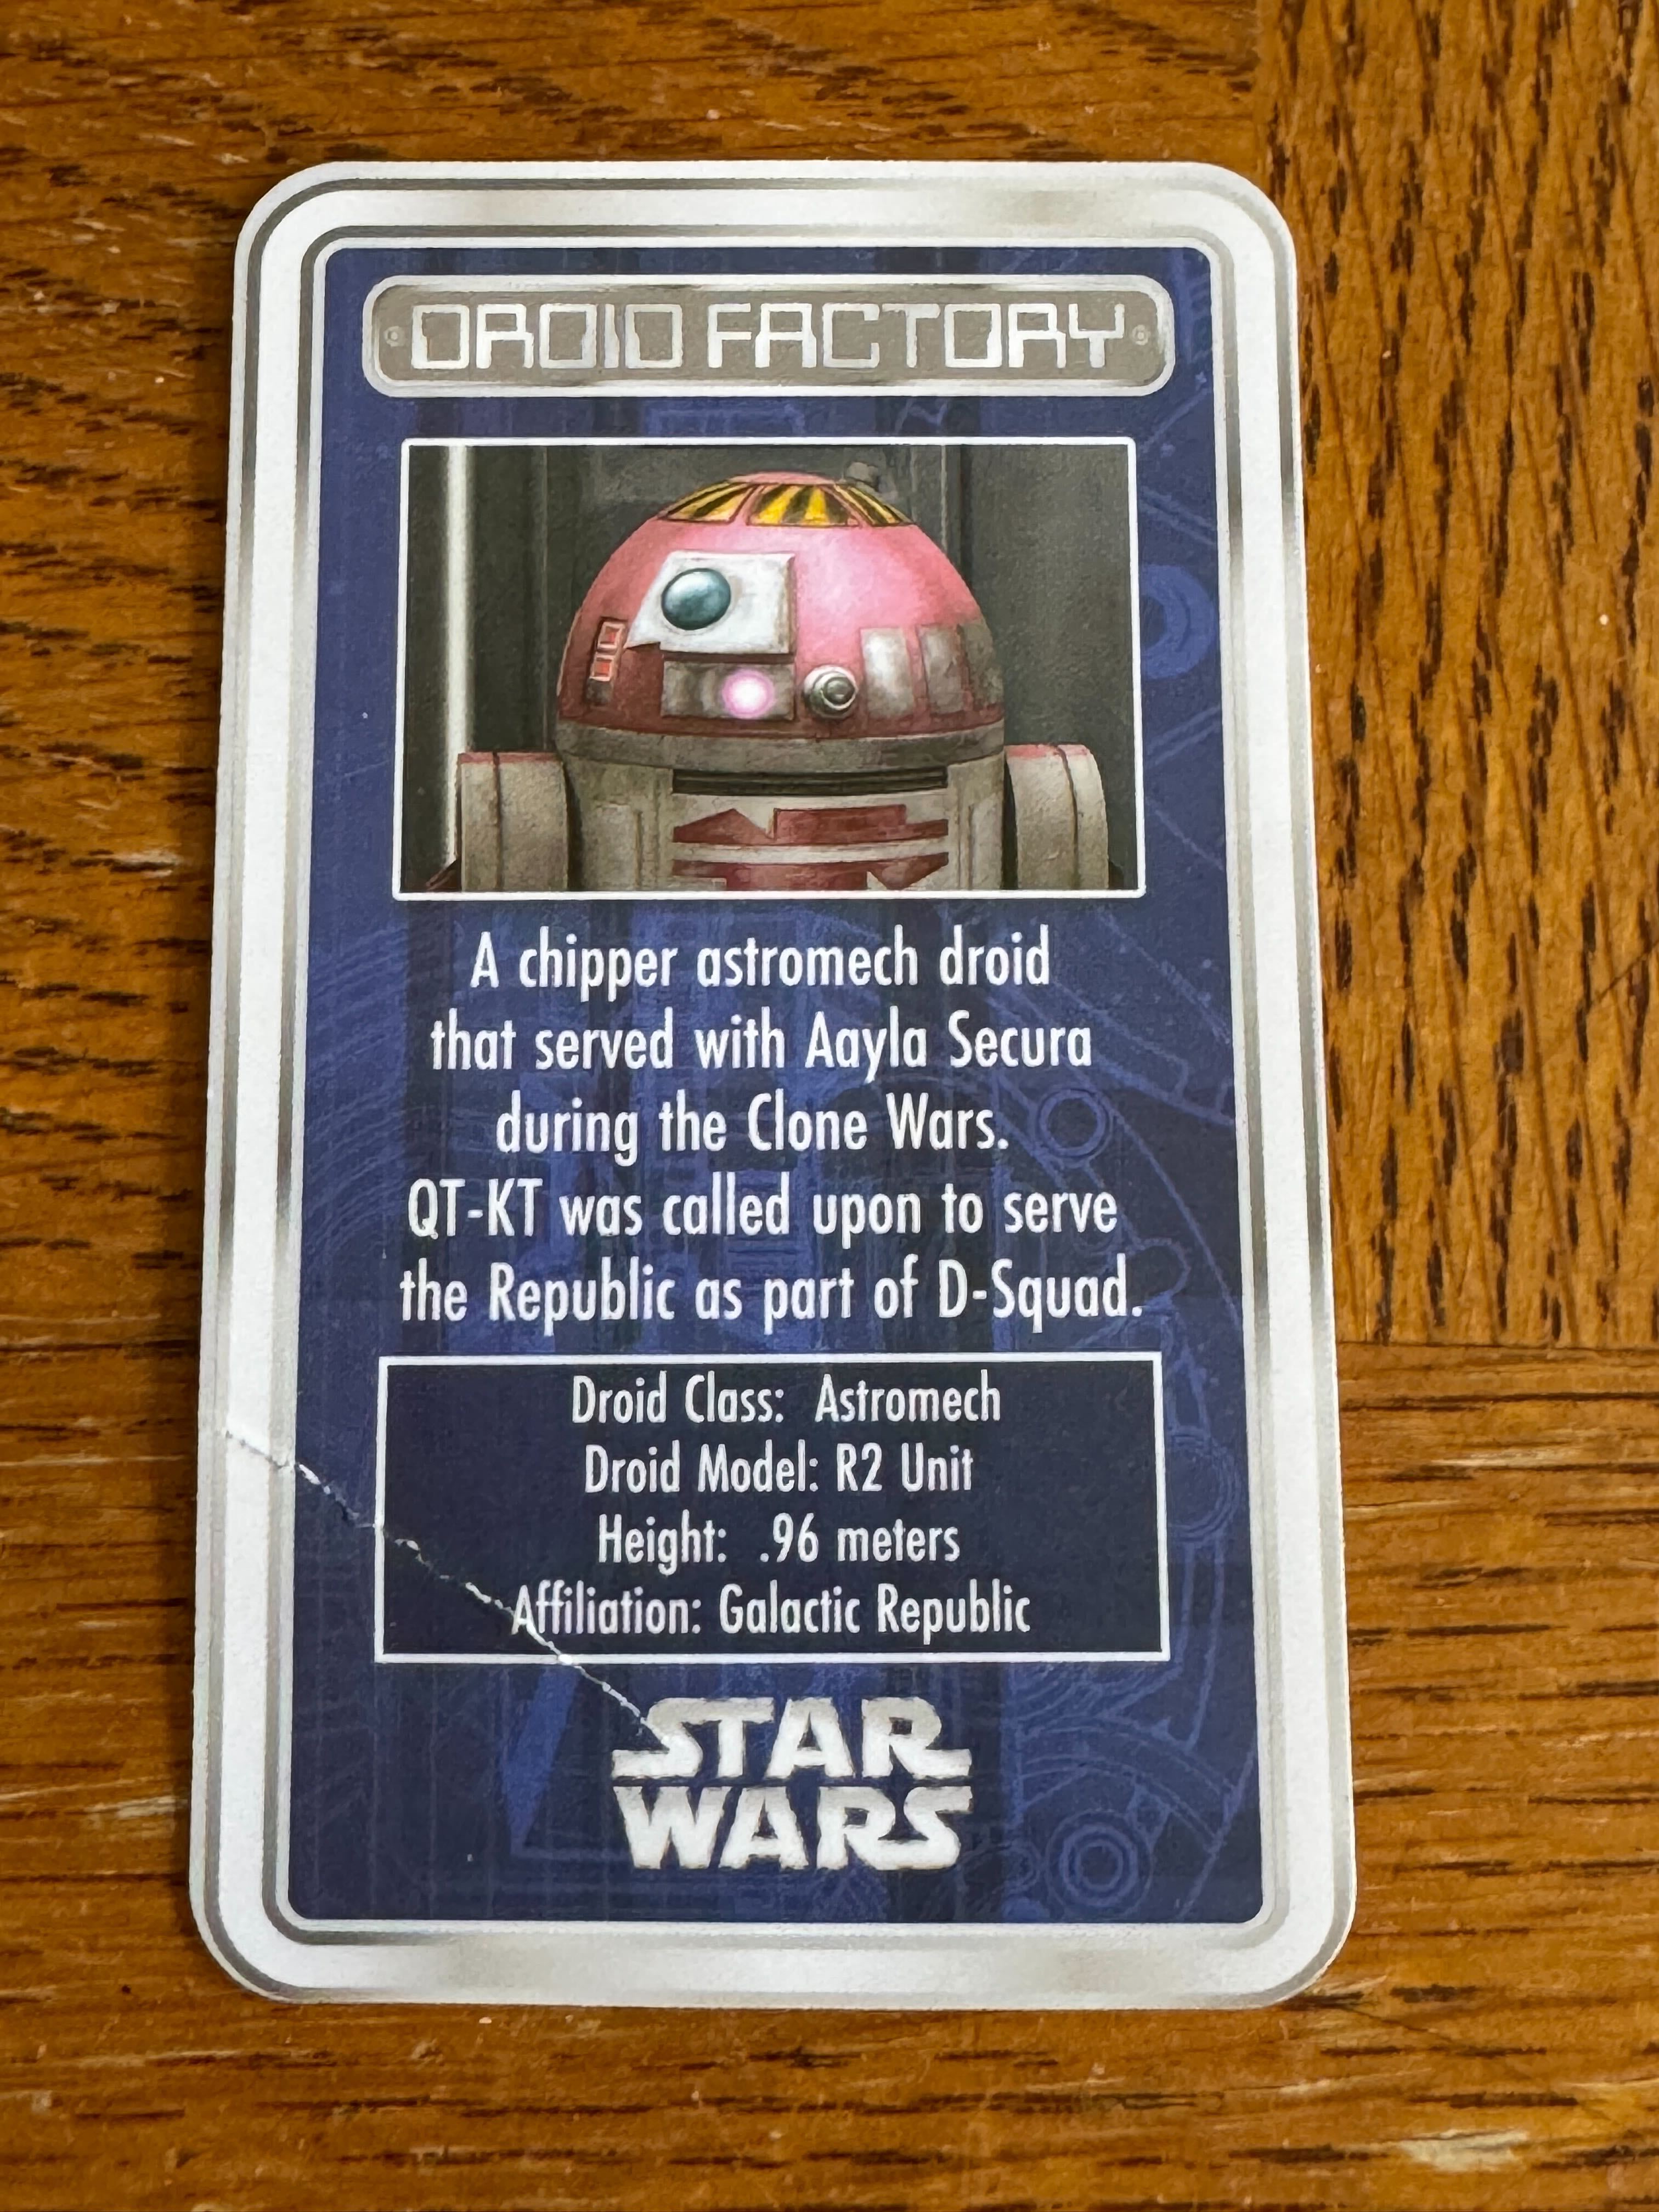 DROID FACTORY
A chipper astromech droid
that served with Aayla Secura
during the Clone Wars.
QT-KT was called upon to serve
the Republic as part of D-Squad.
Droid Class: Astromech
Droid Model: R2 Unit
Height: .96 meters
Affiliation: Galactic Republic
STAR
WARS